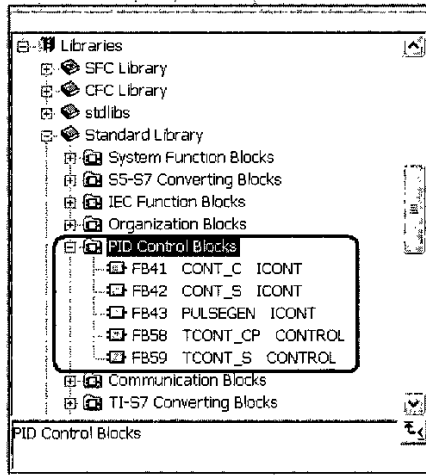 Libraries
SFC Library
CFC Library
stdlibs
Standard Library
System Function Blocks
S5-S7 Converting Blocks
IEC Function Blocks
Organization Blocks
PID Control Blocks
FB41 CONT_C ICONT
FB42 CONT_S ICONT
FB43 PULSEGEN ICONT
FB58 TCONT_CP CONTROL
FB59 TCONT_S CONTROL
Communication Blocks
TI-S7 Converting Blocks
PID Control Blocks